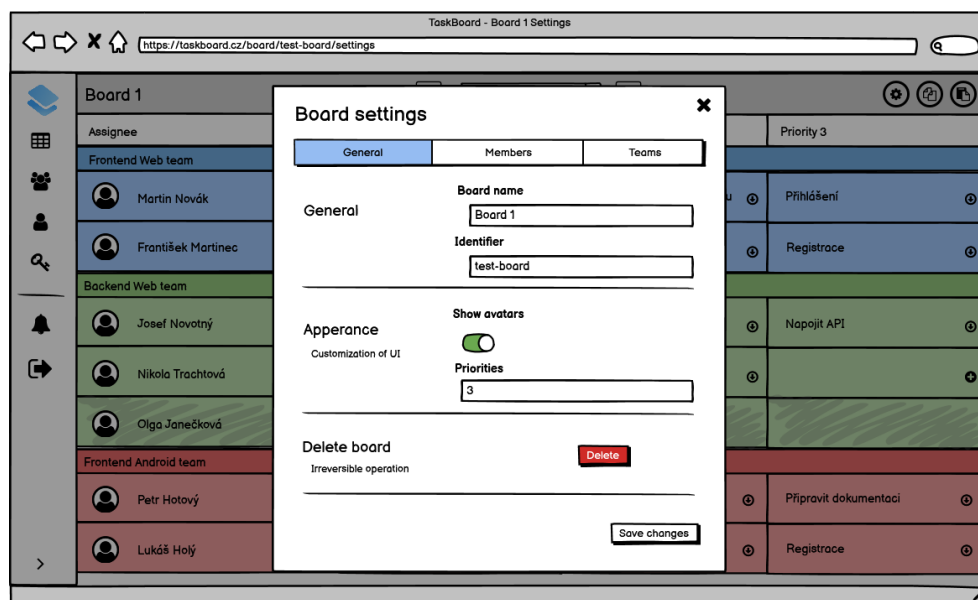 TaskBoard - Board 1 Settings
https://taskboard.cz/board/test-board/settings
Board 1
Assignee
Priority 3
Frontend Web team
Martin Novák
u
Přihlášení
František Martinec
Registrace
Backend Web team
Josef Novotný
Napojit API
Nikola Trachtová
Olga Janečková
Frontend Android team
Petr Hotový
Připravit dokumentaci
Lukáš Holý
Registrace
Board settings
General
Members
Teams
General
Board name
Board 1
Identifier
test-board
Apperance
Customization of UI
Show avatars
Priorities
3
Delete board
Irreversible operation
Delete
Save changes